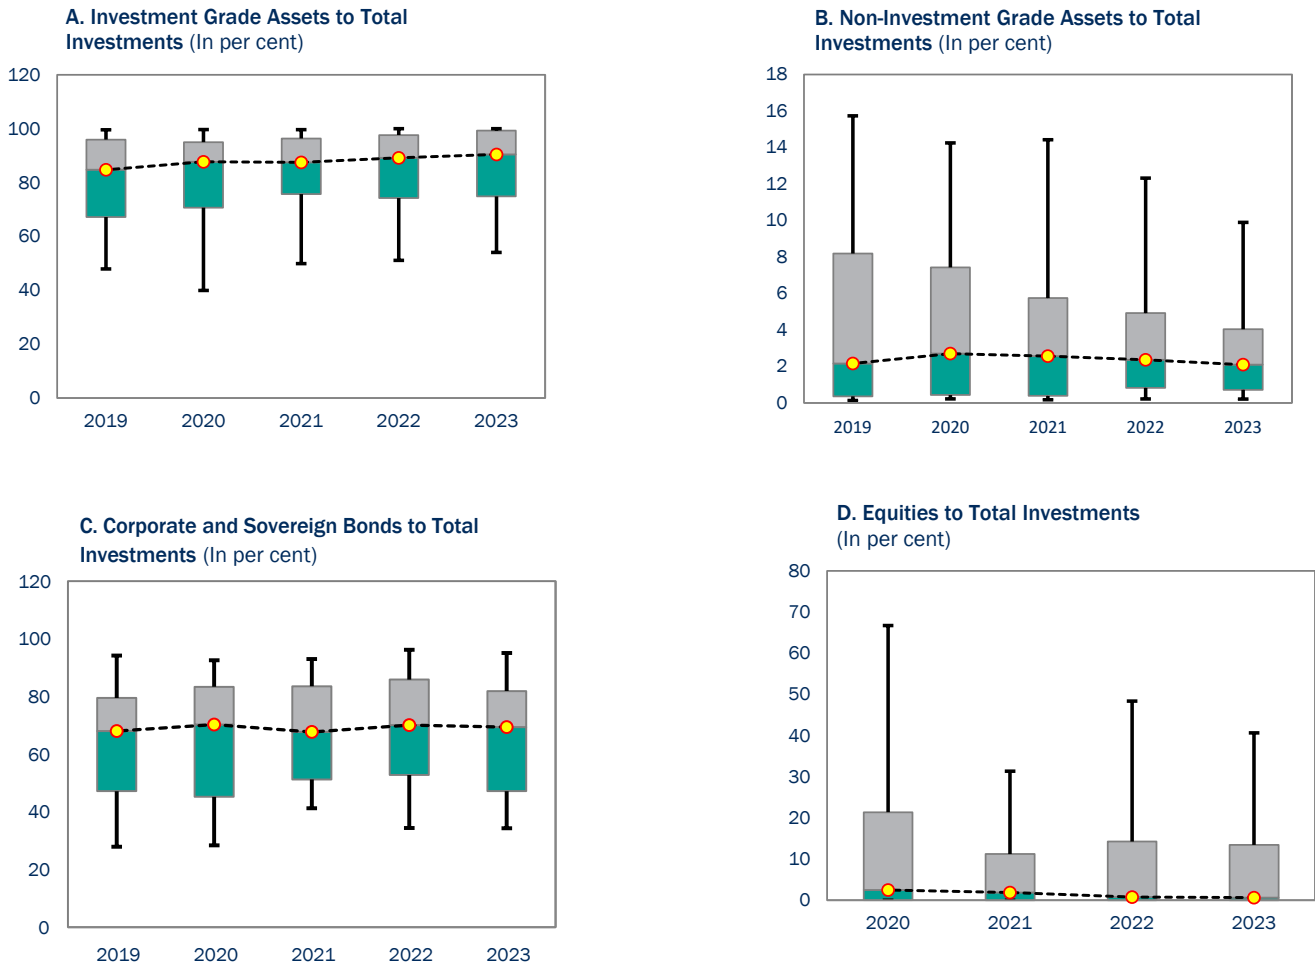 A. Investment Grade Assets to Total
Investments (In per cent)
120
100
80
60
40
20
0
2019 2020 2021 2022 2023
B. Non-Investment Grade Assets to Total
Investments (In per cent)
18
16
14
12
10
8
6
4
2
0
2019 2020 2021 2022 2023
C. Corporate and Sovereign Bonds to Total
Investments (In per cent)
120
100
80
60
40
20
0
2019 2020 2021 2022 2023
D. Equities to Total Investments
(In per cent)
80
70
60
50
40
30
20
10
0
2020 2021 2022 2023